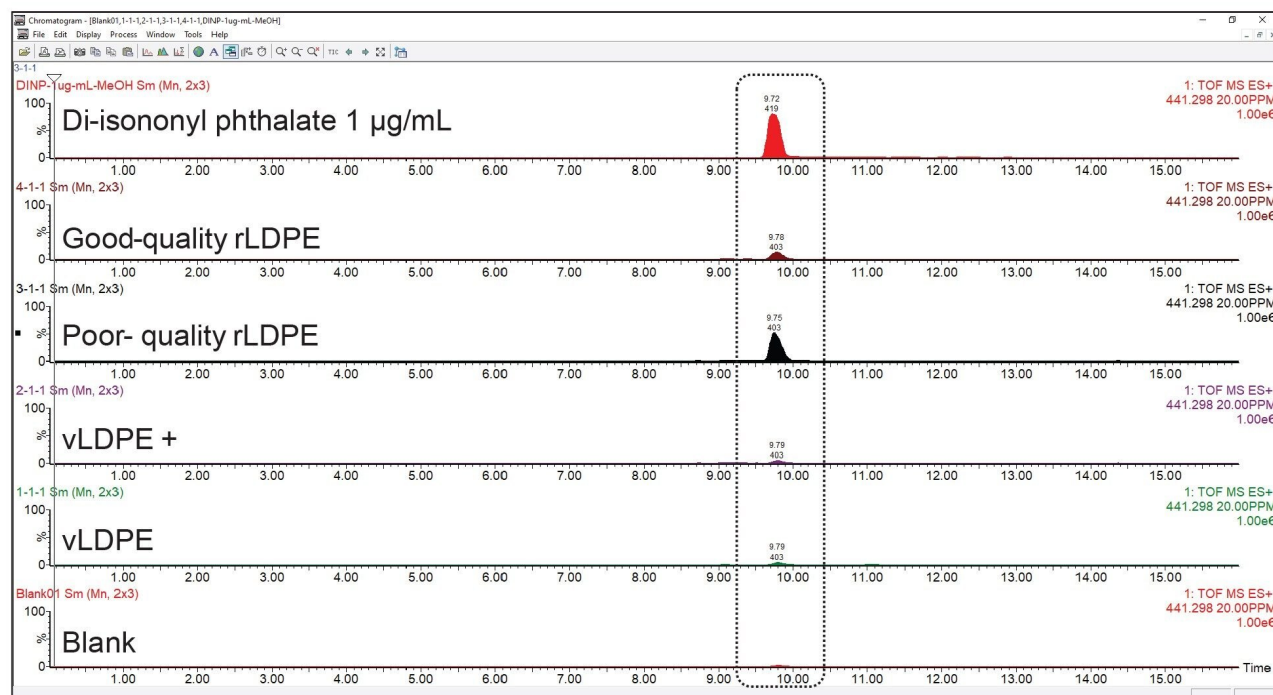 Chromatogram - [Blank01,1-1-1,2-1-1,3-1-1,4-1-1,DINP-1ug-mL-MeOH]
File Edit Display Process Window Tools Help
TIC
3-1-1
DINP-1ug-mL-MeOH Sm (Mn, 2x3)
1: TOF MS ES+
441.298 20.00PPM
1.00e6
100
%
0
Di-isononyl phthalate 1 µg/mL
9.72
419
1.00 2.00 3.00 4.00 5.00 6.00 7.00 8.00 9.00 10.00 11.00 12.00 13.00 14.00 15.00
4-1-1 Sm (Mn, 2x3)
1: TOF MS ES+
441.298 20.00PPM
1.00e6
100
%
0
Good-quality rLDPE
9.78
403
1.00 2.00 3.00 4.00 5.00 6.00 7.00 8.00 9.00 10.00 11.00 12.00 13.00 14.00 15.00
3-1-1 Sm (Mn, 2x3)
1: TOF MS ES+
441.298 20.00PPM
1.00e6
100
%
0
Poor- quality rLDPE
9.75
403
1.00 2.00 3.00 4.00 5.00 6.00 7.00 8.00 9.00 10.00 11.00 12.00 13.00 14.00 15.00
2-1-1 Sm (Mn, 2x3)
1: TOF MS ES+
441.298 20.00PPM
1.00e6
100
%
0
vLDPE +
9.79
403
1.00 2.00 3.00 4.00 5.00 6.00 7.00 8.00 9.00 10.00 11.00 12.00 13.00 14.00 15.00
1-1-1 Sm (Mn, 2x3)
1: TOF MS ES+
441.298 20.00PPM
1.00e6
100
%
0
vLDPE
9.79
403
1.00 2.00 3.00 4.00 5.00 6.00 7.00 8.00 9.00 10.00 11.00 12.00 13.00 14.00 15.00
Blank01 Sm (Mn, 2x3)
1: TOF MS ES+
441.298 20.00PPM
1.00e6
100
%
0
Blank
Time
1.00 2.00 3.00 4.00 5.00 6.00 7.00 8.00 9.00 10.00 11.00 12.00 13.00 14.00 15.00